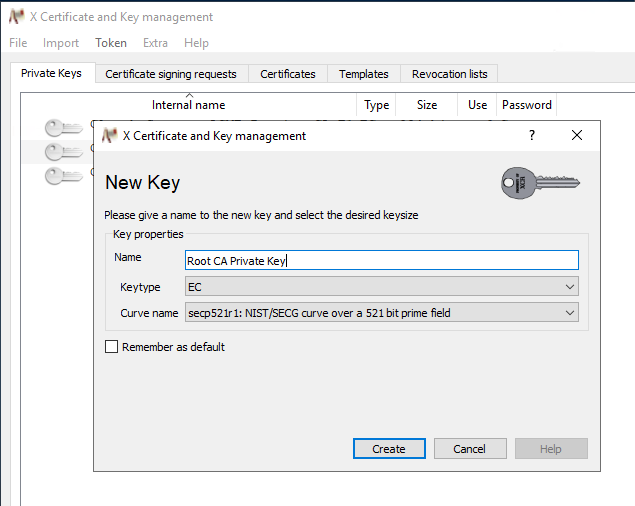 X Certificate and Key management
File Import Token Extra Help
Private Keys Certificate signing requests Certificates Templates Revocation lists
Internal name Type Size Use Password
X Certificate and Key management
New Key
Please give a name to the new key and select the desired keysize
Key properties
Name Root CA Private Key
Keytype EC
Curve name secp521r1: NIST/SECG curve over a 521 bit prime field
Remember as default
Create Cancel Help